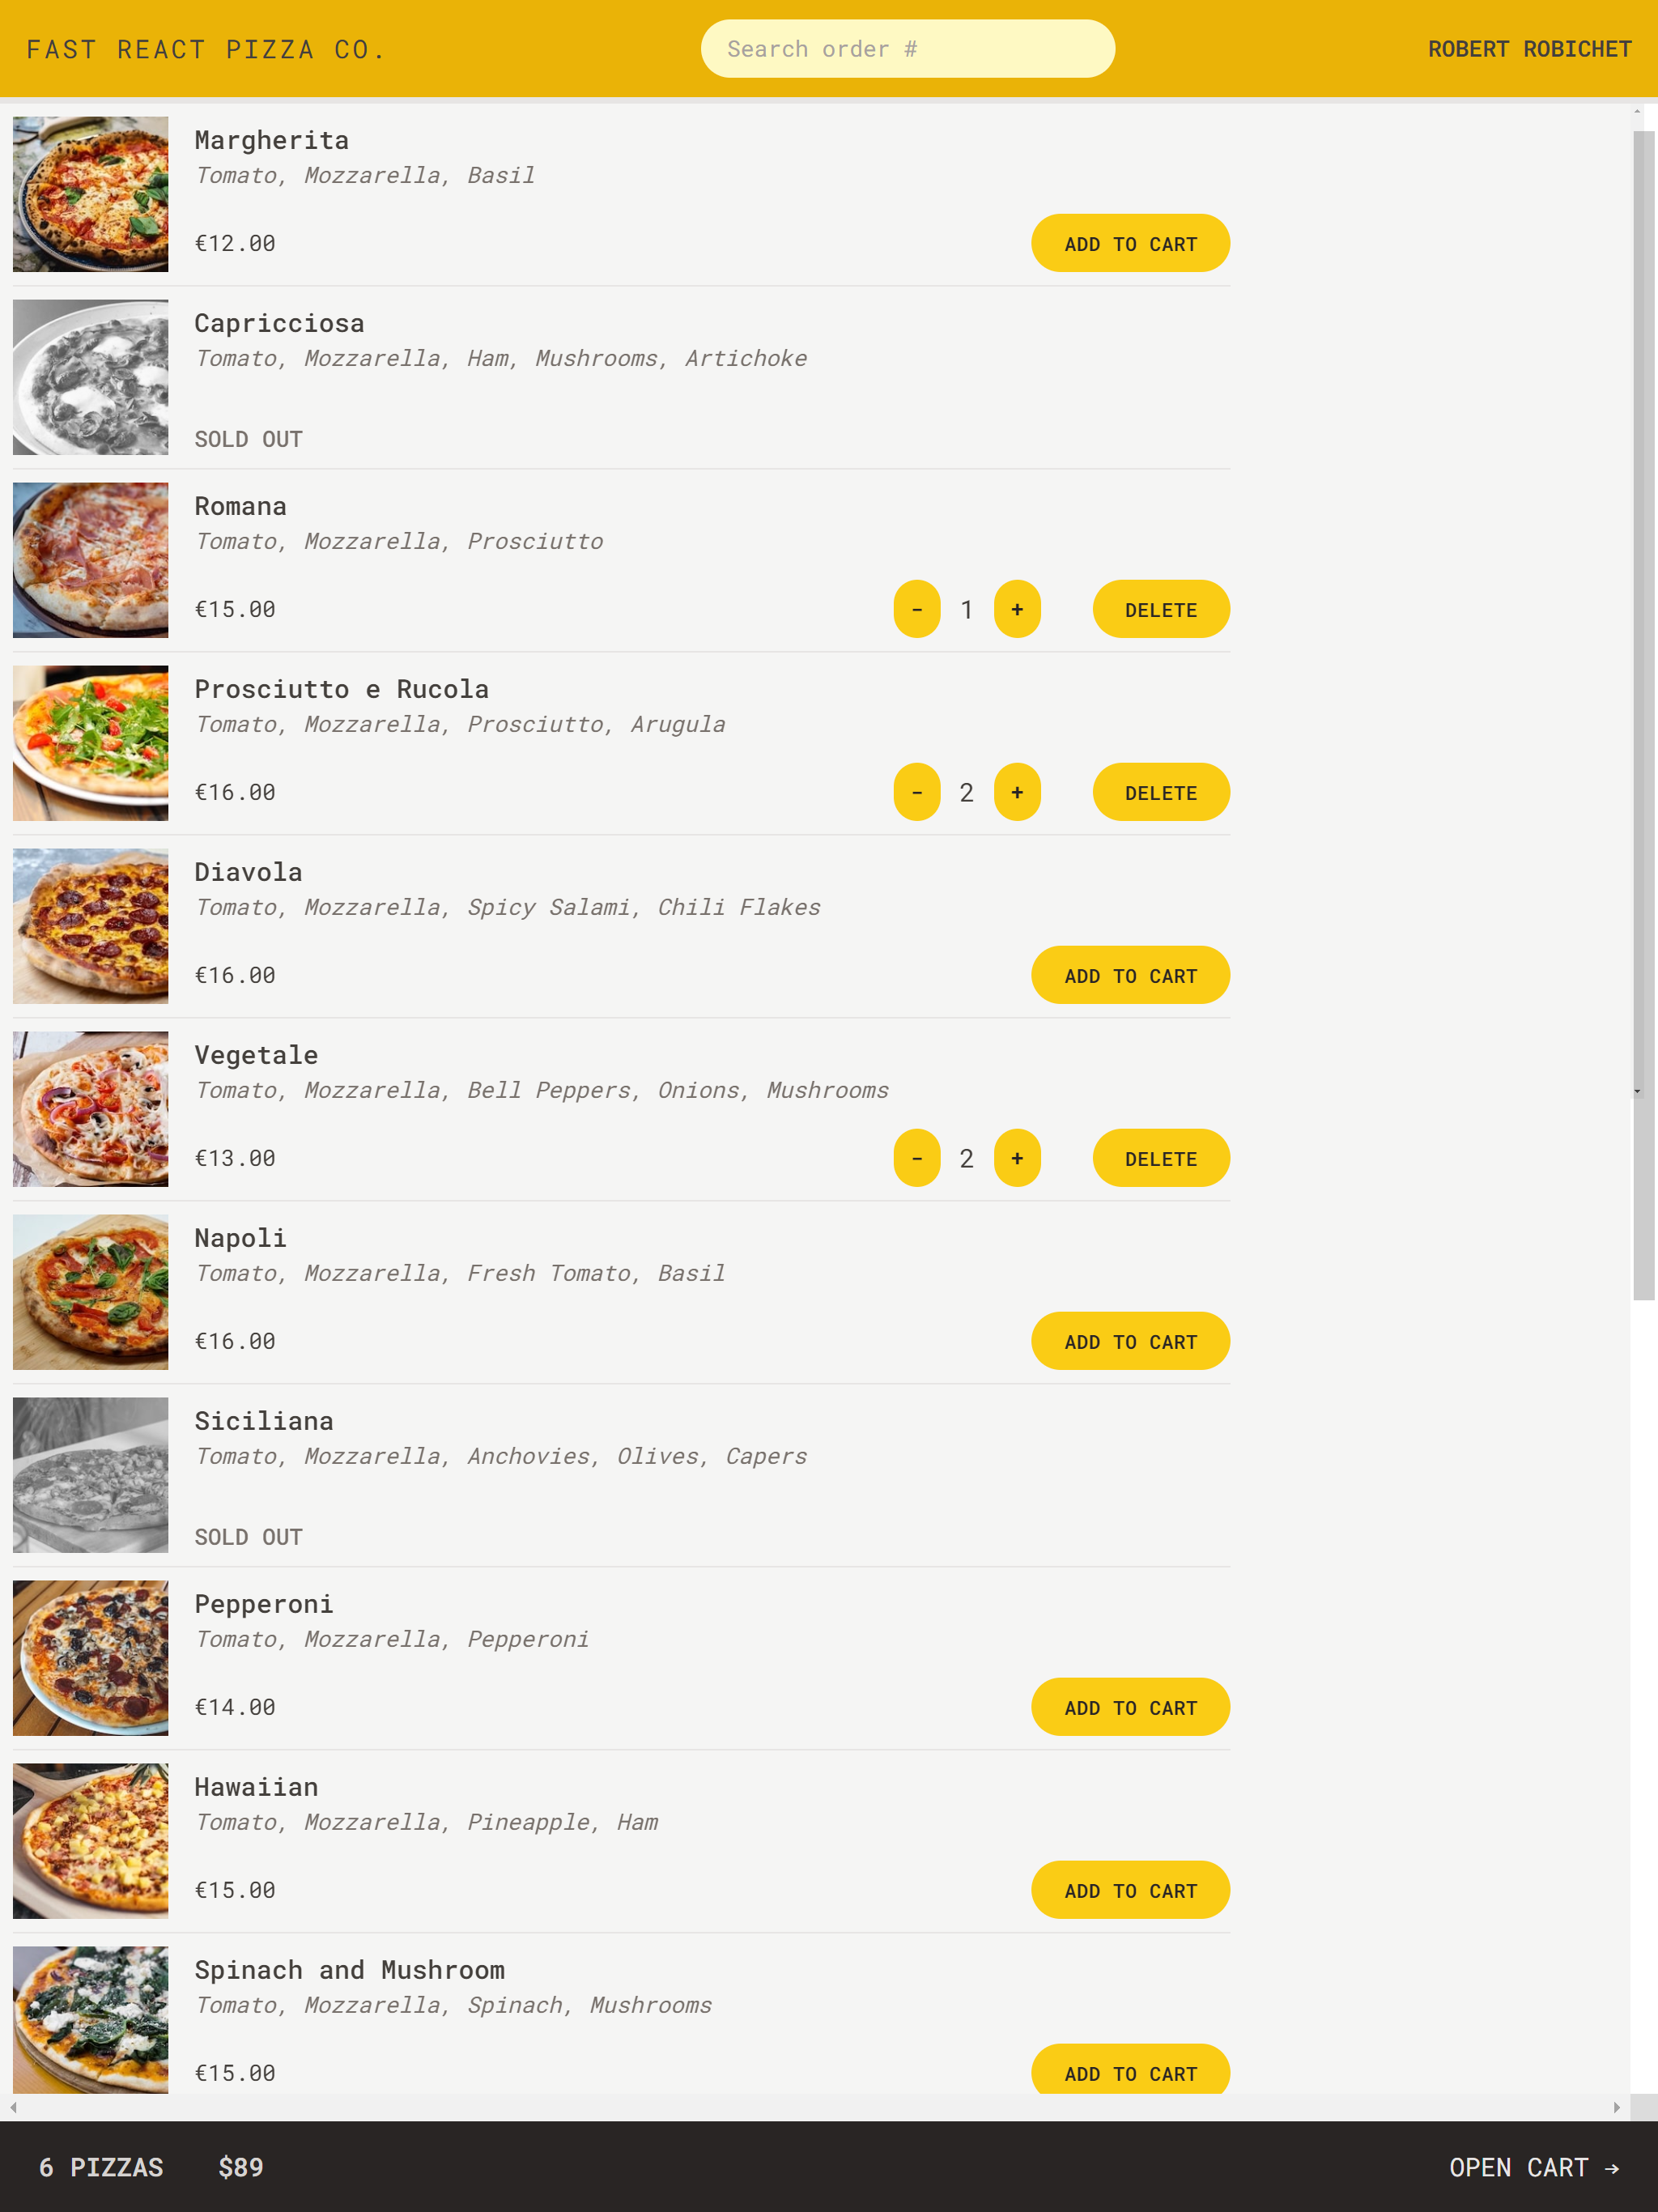 FAST REACT PIZZA CO.
Search order #
ROBERT ROBICHET
Margherita
Tomato, Mozzarella, Basil
€12.00
ADD TO CART
Capricciosa
Tomato, Mozzarella, Ham, Mushrooms, Artichoke
SOLD OUT
Romana
Tomato, Mozzarella, Prosciutto
€15.00
- 1 +
DELETE
Prosciutto e Rucola
Tomato, Mozzarella, Prosciutto, Arugula
€16.00
- 2 +
DELETE
Diavola
Tomato, Mozzarella, Spicy Salami, Chili Flakes
€16.00
ADD TO CART
Vegetale
Tomato, Mozzarella, Bell Peppers, Onions, Mushrooms
€13.00
- 2 +
DELETE
Napoli
Tomato, Mozzarella, Fresh Tomato, Basil
€16.00
ADD TO CART
Siciliana
Tomato, Mozzarella, Anchovies, Olives, Capers
SOLD OUT
Pepperoni
Tomato, Mozzarella, Pepperoni
€14.00
ADD TO CART
Hawaiian
Tomato, Mozzarella, Pineapple, Ham
€15.00
ADD TO CART
Spinach and Mushroom
Tomato, Mozzarella, Spinach, Mushrooms
€15.00
ADD TO CART
6 PIZZAS
$89
OPEN CART →